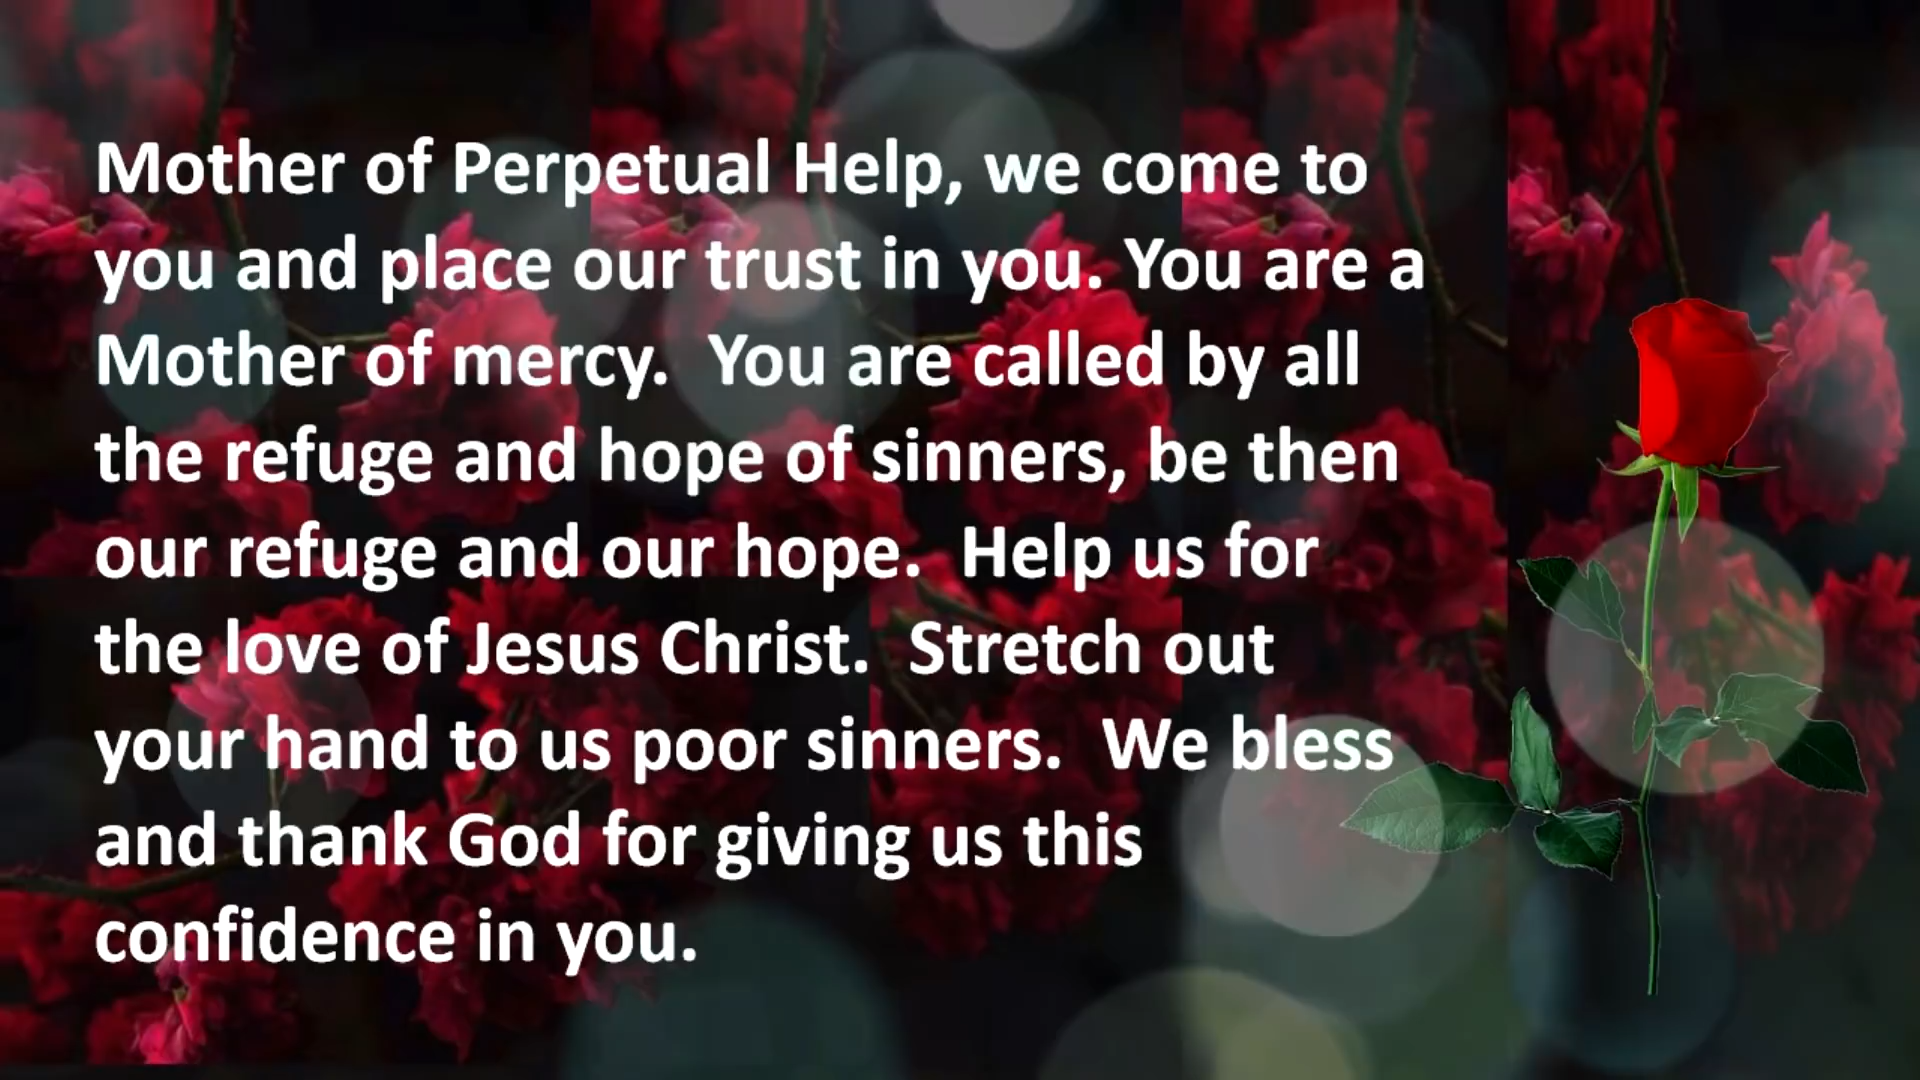 Mother of Perpetual Help, we come to
you and place our trust in you. You are a
Mother of mercy.  You are called by all
the refuge and hope of sinners, be then
our refuge and our hope.  Help us for
the love of Jesus Christ.  Stretch out
your hand to us poor sinners.  We bless
and thank God for giving us this
confidence in you.